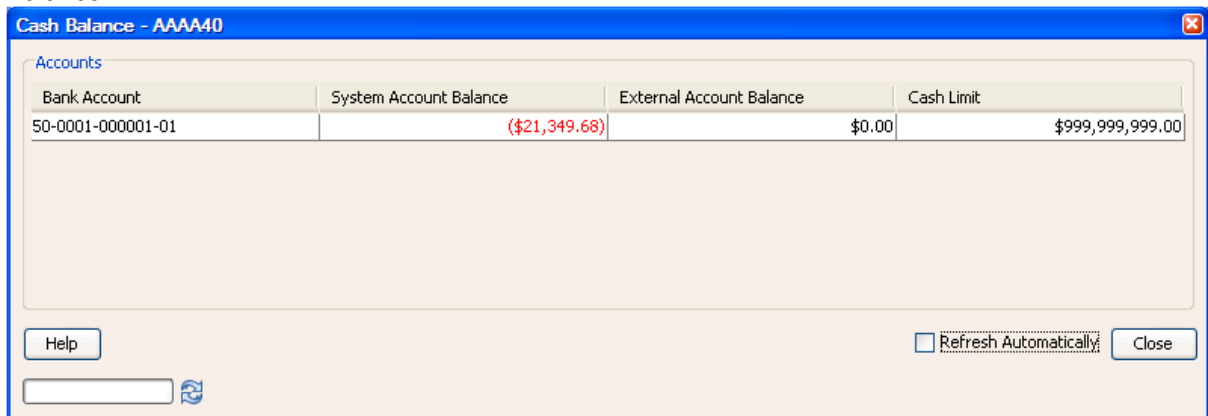 Cash Balance - AAAA40
Accounts
Bank Account System Account Balance External Account Balance Cash Limit
50-0001-000001-01 ($21,349.68) $0.00 $999,999,999.00
Help Refresh Automatically Close